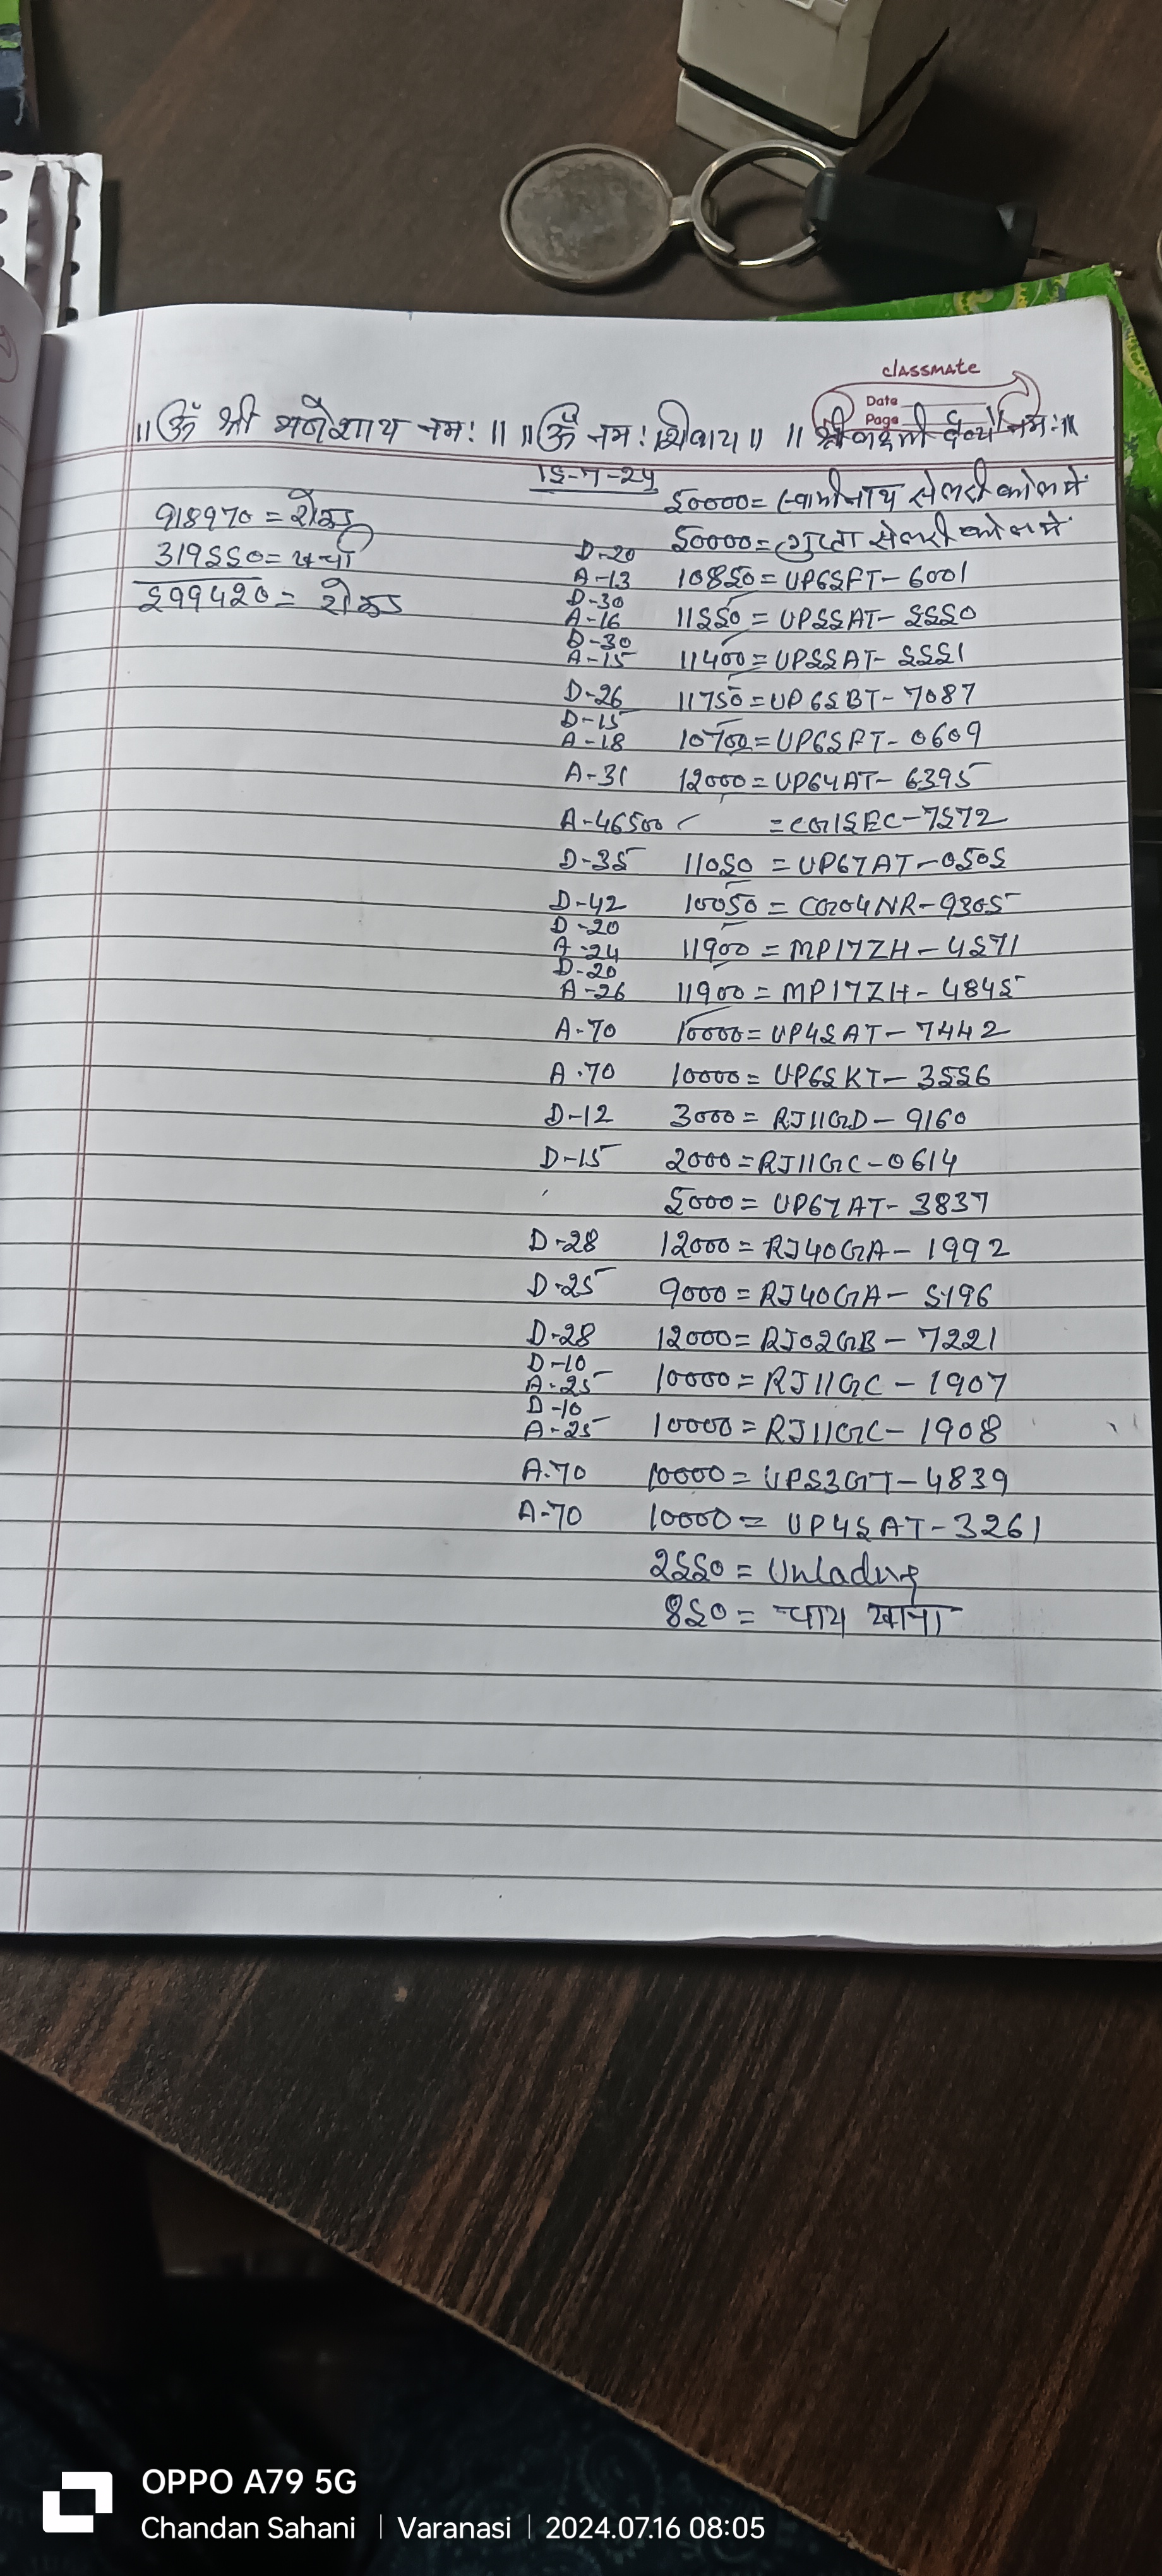 classmate
Date
Page
॥ ॐ श्री गणेशाय नमः ॥ ॥ ॐ नमः शिवाय ॥ ॥ श्री लक्ष्मी देव्यै नमः ॥
15-7-24
918970 = रोकड़
319550 = खर्चा
599420 = रोकड़
50000 = स्वामीनाथ सेलरी कोल में
50000 = गुप्ता सेलरी कोल में
D-20
A-13 10850 = UP65FT-6001
D-30
A-16 11550 = UP55AT-5550
D-30
A-15 11400 = UP55AT-5551
D-26 11750 = UP65BT-7087
D-15
A-18 10700 = UP65FT-0609
A-31 12000 = UP64AT-6395
A-46500 = CG15EC-7572
D-35 11050 = UP67AT-0505
D-42 10050 = CG04NR-9305
D-20
A-24 11900 = MP17ZH-4571
D-20
A-26 11900 = MP17ZH-4845
A-70 10000 = UP45AT-7442
A-70 10000 = UP65KT-3556
D-12 3000 = RJ11GD-9160
D-15 2000 = RJ11GC-0614
5000 = UP67AT-3837
D-28 12000 = RJ40GA-1992
D-25 9000 = RJ40GA-5196
D-28 12000 = RJ02GB-7221
D-10
A-25 10000 = RJ11GC-1907
D-10
A-25 10000 = RJ11GC-1908
A-70 10000 = UP53GT-4839
A-70 10000 = UP45AT-3261
2550 = Unlading
850 = चाय खाना
OPPO A79 5G
Chandan Sahani | Varanasi | 2024.07.16 08:05